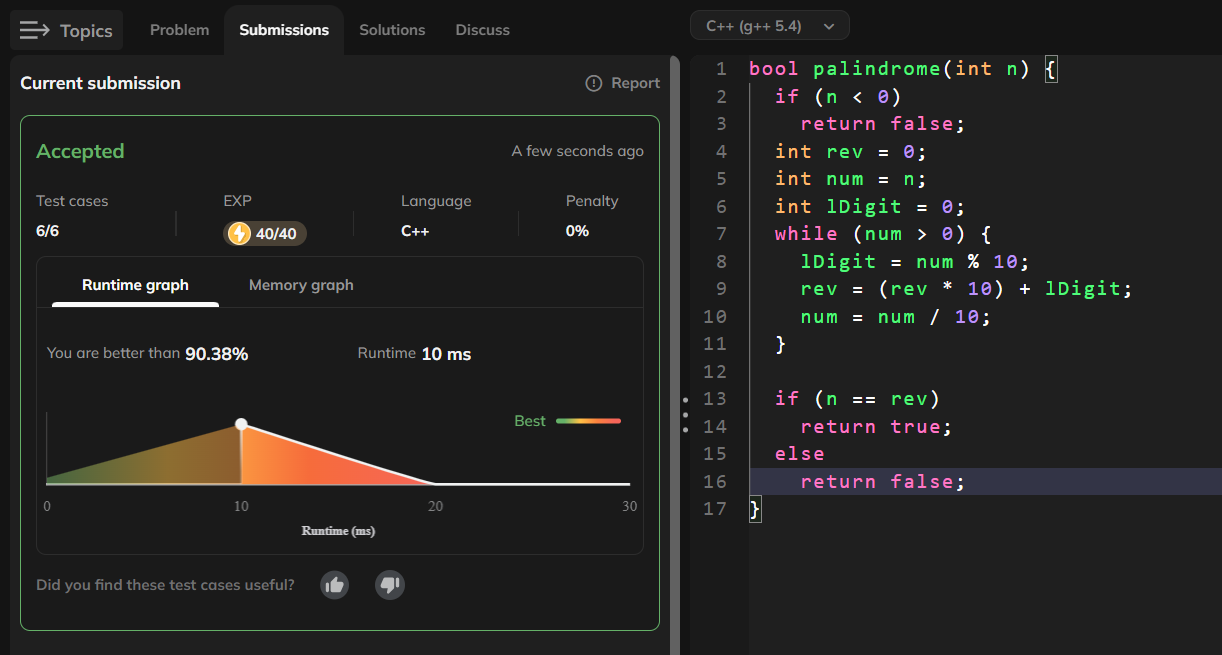 Topics Problem Submissions Solutions Discuss
Current submission Report
Accepted A few seconds ago
Test cases EXP Language Penalty
6/6 40/40 C++ 0%
Runtime graph Memory graph
You are better than 90.38% Runtime 10 ms
Best
0 10 20 30
Runtime (ms)
Did you find these test cases useful?
C++ (g++ 5.4)
1 bool palindrome(int n) {
2   if (n < 0)
3     return false;
4   int rev = 0;
5   int num = n;
6   int lDigit = 0;
7   while (num > 0) {
8     lDigit = num % 10;
9     rev = (rev * 10) + lDigit;
10     num = num / 10;
11   }
12
13   if (n == rev)
14     return true;
15   else
16     return false;
17 }